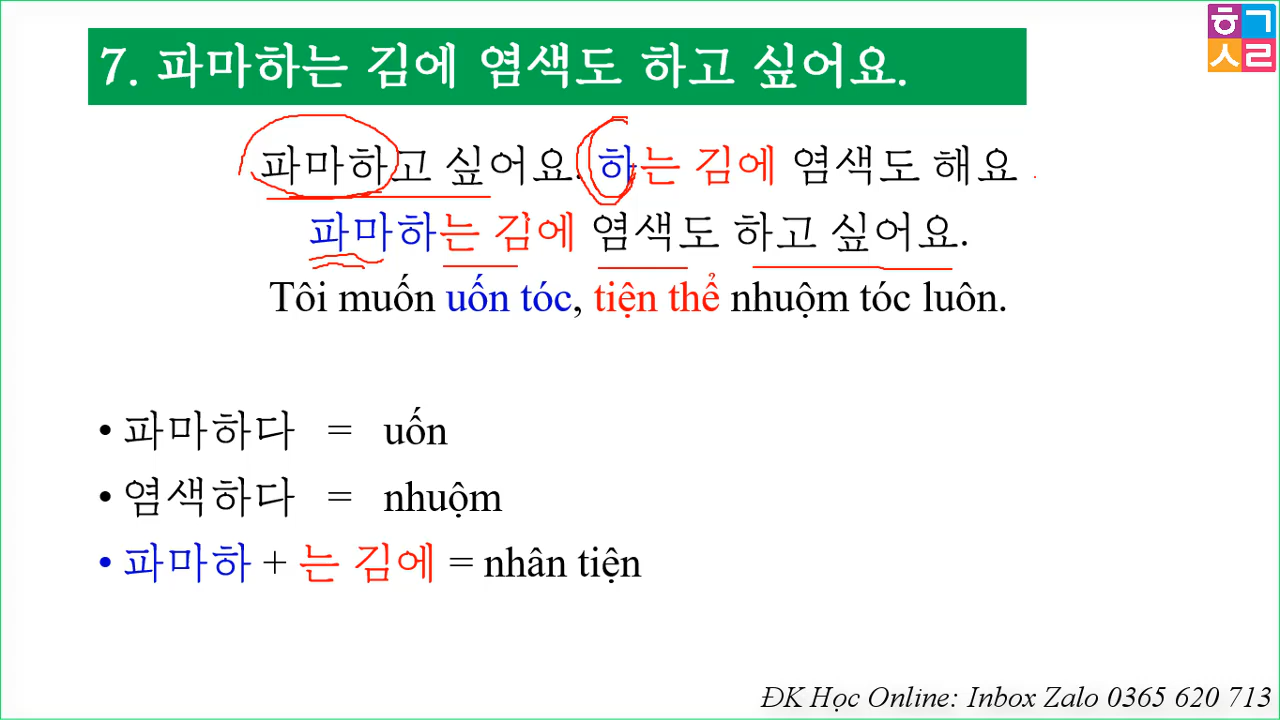 ㅎㄱ
ㅅㄹ
7. 파마하는 김에 염색도 하고 싶어요.
파마하고 싶어요. 하는 김에 염색도 해요
파마하는 김에 염색도 하고 싶어요.
Tôi muốn uốn tóc, tiện thể nhuộm tóc luôn.
• 파마하다 = uốn
• 염색하다 = nhuộm
• 파마하 + 는 김에 = nhân tiện
ĐK Học Online: Inbox Zalo 0365 620 713